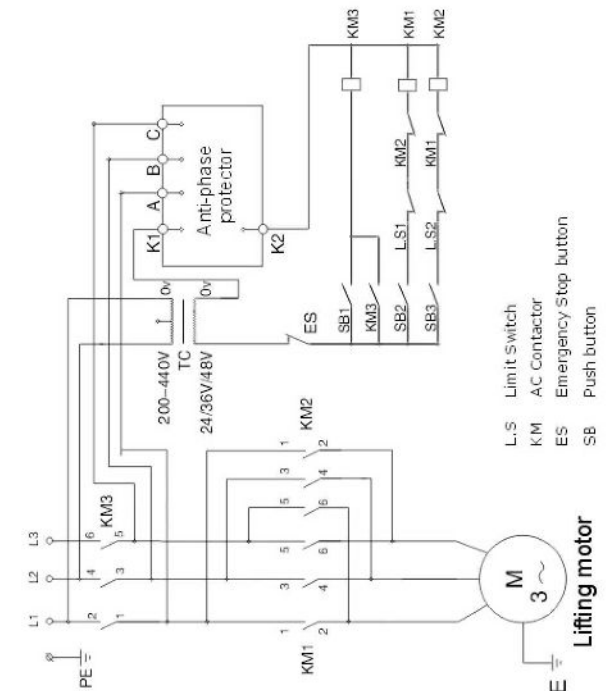 L1
L2
L3
PE
2
4
6
1
3
5
KM3
200-440V
TC
24/36V/48V
0v
0v
K1
A
B
C
Anti-phase
protector
K2
ES
KM3
KM1
KM2
KM2
KM1
L.S1
L.S2
SB1
KM3
SB2
SB3
KM1
1
3
5
2
4
6
KM2
5
3
1
6
4
2
M
3~
E
Lifting motor
L.S Limit Switch
KM AC Contactor
ES Emergency Stop button
SB Push button